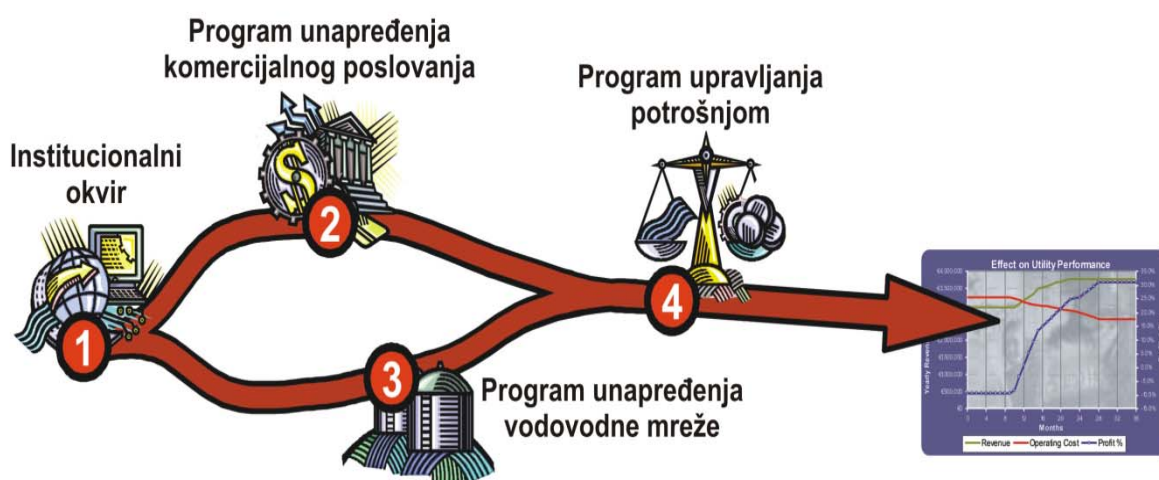 Program unapređenja
komercijalnog poslovanja
Program upravljanja
potrošnjom
Institucionalni
okvir
1
2
3
4
Program unapređenja
vodovodne mreže
Effect on Utility Performance
Months
Revenue
Operating Cost
Profit %